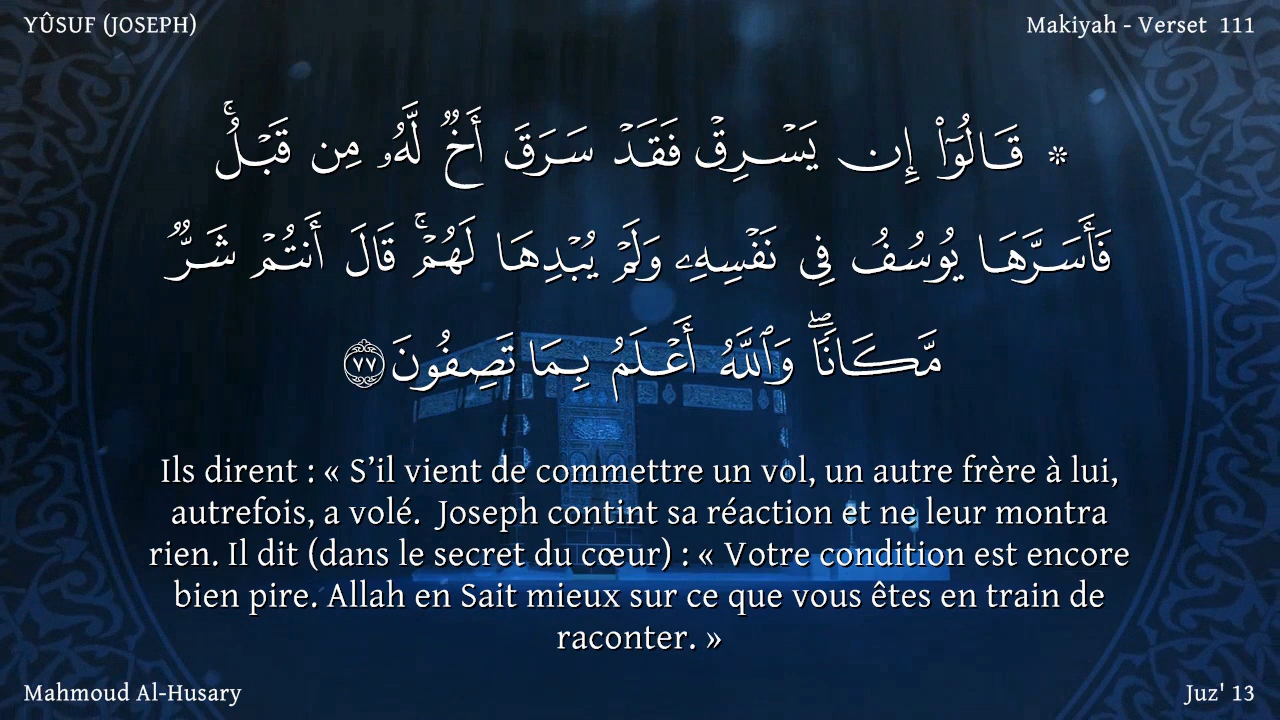 YÛSUF (JOSEPH)
Makiyah - Verset 111
۞ قَالُوٓا۟ إِن يَسْرِقْ فَقَدْ سَرَقَ أَخٌ لَّهُۥ مِن قَبْلُ ۚ
فَأَسَرَّهَا يُوسُفُ فِى نَفْسِهِۦ وَلَمْ يُبْدِهَا لَهُمْ ۚ قَالَ أَنتُمْ شَرٌّ
مَّكَانًا ۖ وَٱللَّهُ أَعْلَمُ بِمَا تَصِفُونَ ٧٧
Ils dirent : « S’il vient de commettre un vol, un autre frère à lui,
autrefois, a volé. Joseph contint sa réaction et ne leur montra
rien. Il dit (dans le secret du cœur) : « Votre condition est encore
bien pire. Allah en Sait mieux sur ce que vous êtes en train de
raconter. »
Mahmoud Al-Husary
Juz' 13